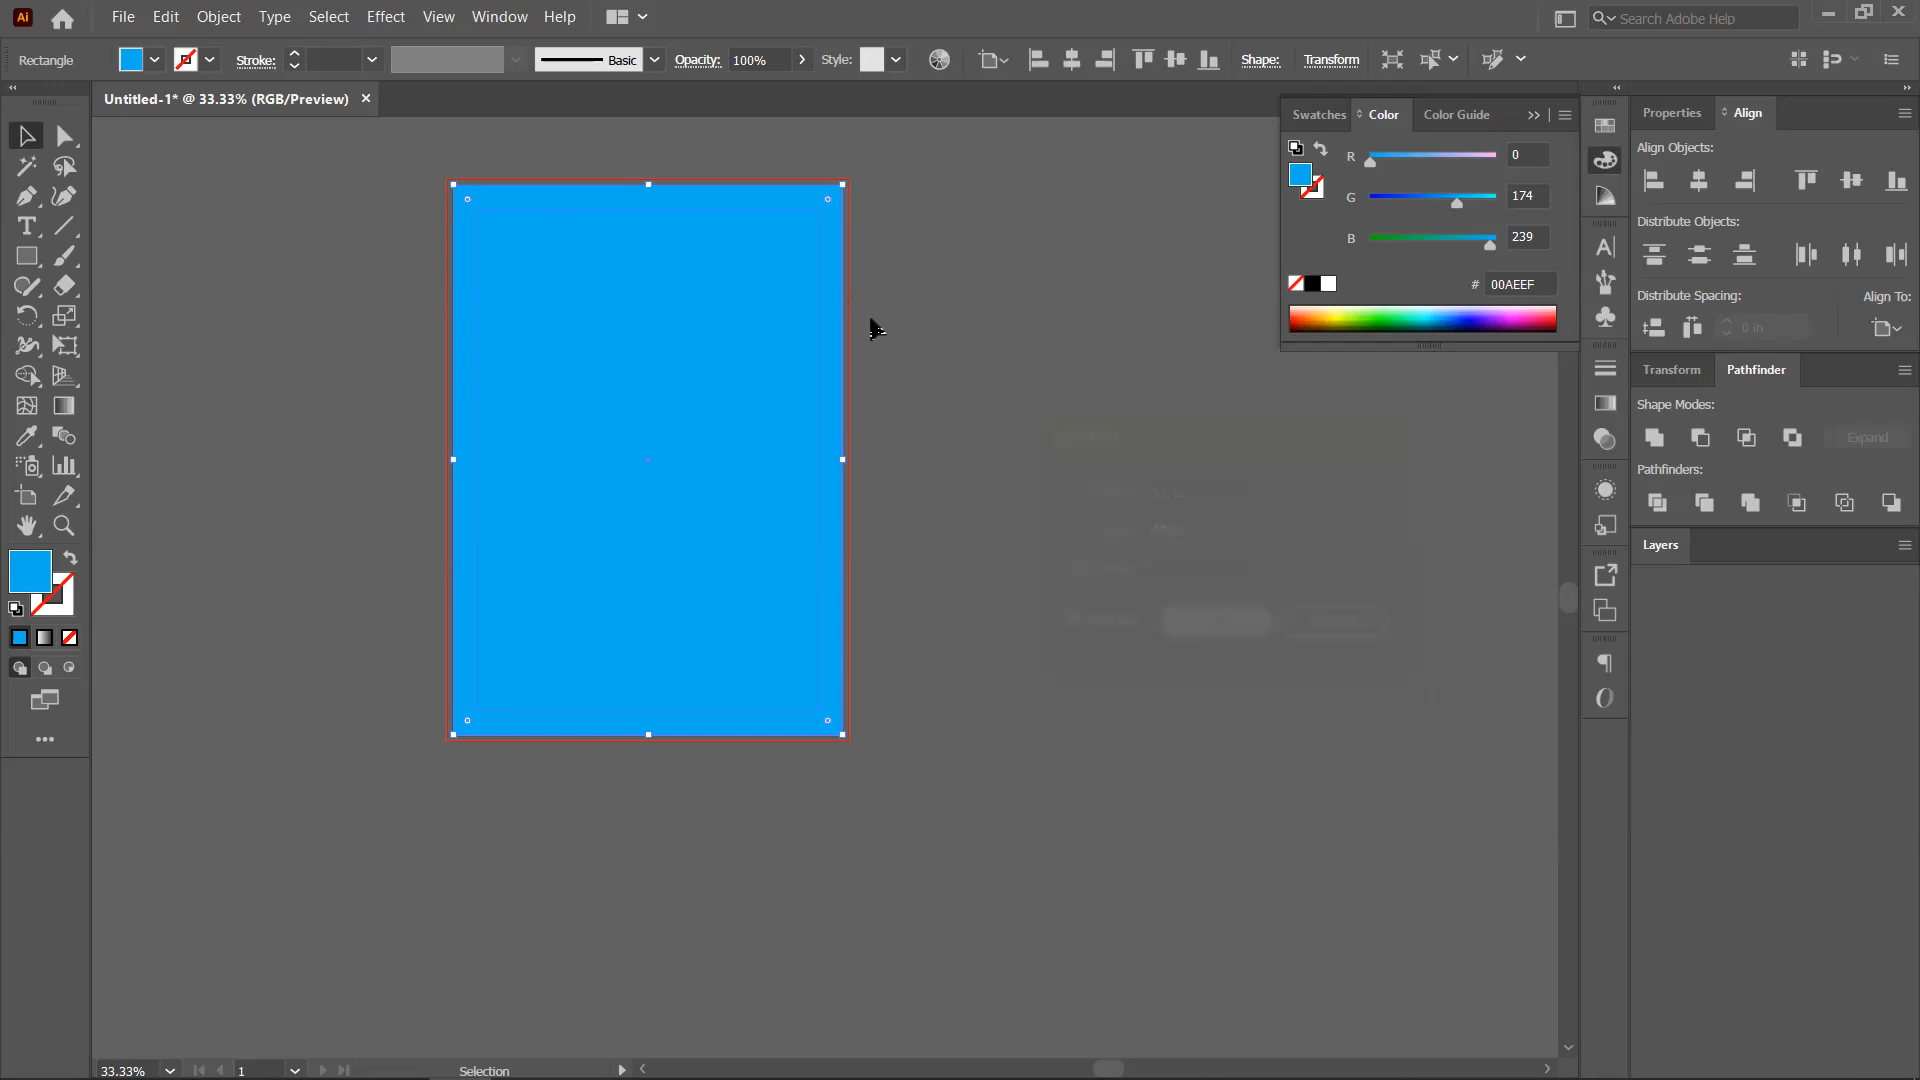 Ai File Edit Object Type Select Effect View Window Help Search Adobe Help
Rectangle Stroke: Basic Opacity: 100% Style: Shape: Transform
Untitled-1* @ 33.33% (RGB/Preview)
Swatches Color Color Guide
R 0
G 174
B 239
# 00AEEF
Properties Align
Align Objects:
Distribute Objects:
Distribute Spacing: Align To:
0 in
Transform Pathfinder
Shape Modes:
Expand
Pathfinders:
Layers
33.33% 1 Selection